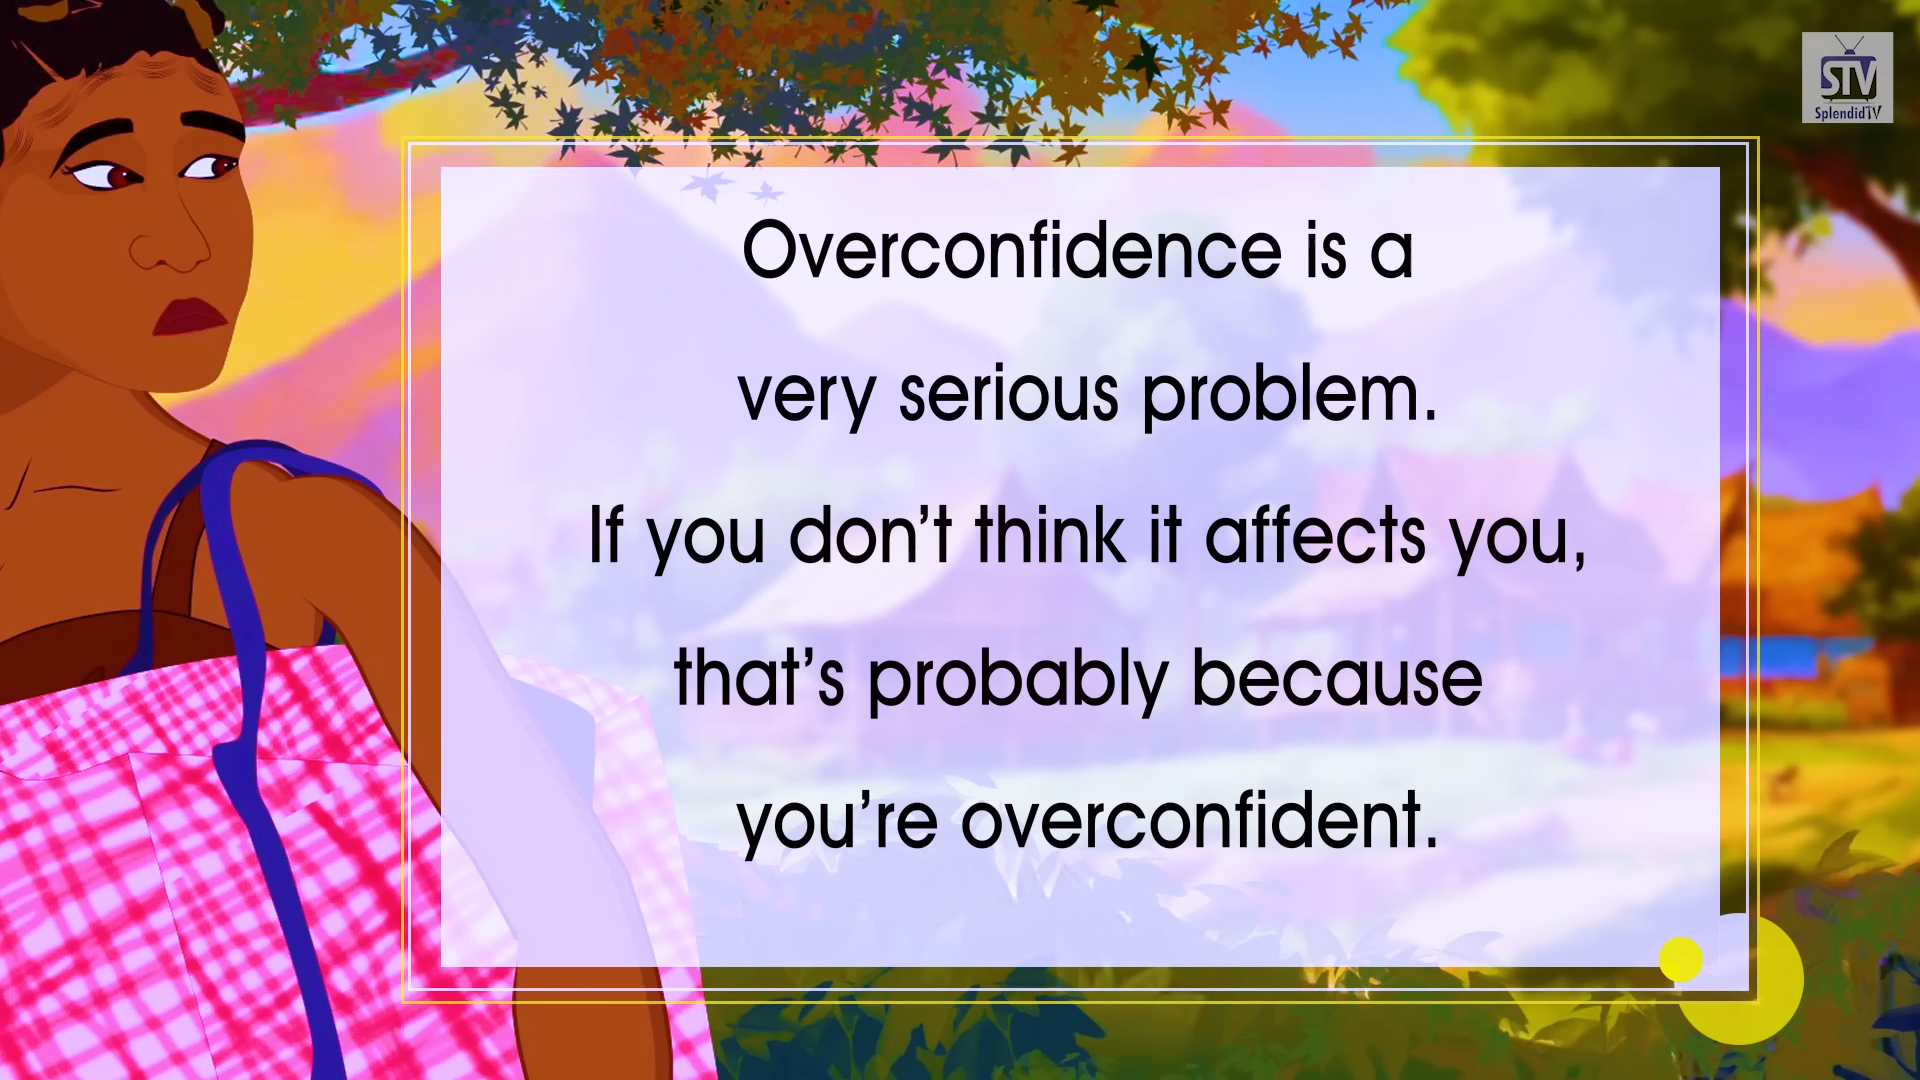 STV
SplendidTV
Overconfidence is a
very serious problem.
If you don’t think it affects you,
that’s probably because
you’re overconfident.